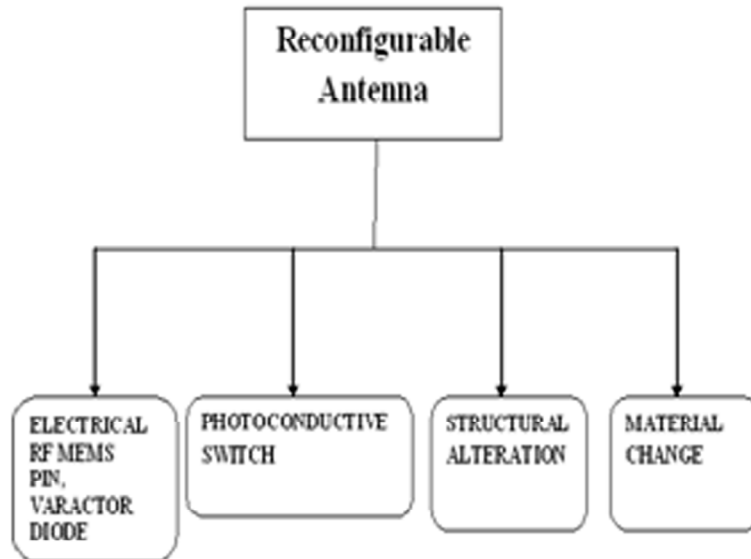 Reconfigurable
Antenna
ELECTRICAL
RF MEMS
PIN,
VARACTOR
DIODE
PHOTOCONDUCTIVE
SWITCH
STRUCTURAL
ALTERATION
MATERIAL
CHANGE